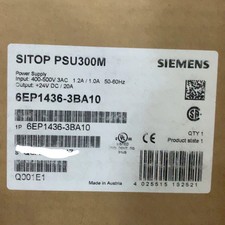 SITOP PSU300M
SIEMENS
Power Supply
Input: 400-500V 3AC 1.2A / 1.0A 50-60Hz
Output: +24V DC / 20A
6EP1436-3BA10
1P 6EP1436-3BA10
QTY 1
Product state 1
Q001E1
Made in Austria
4 025515 152521